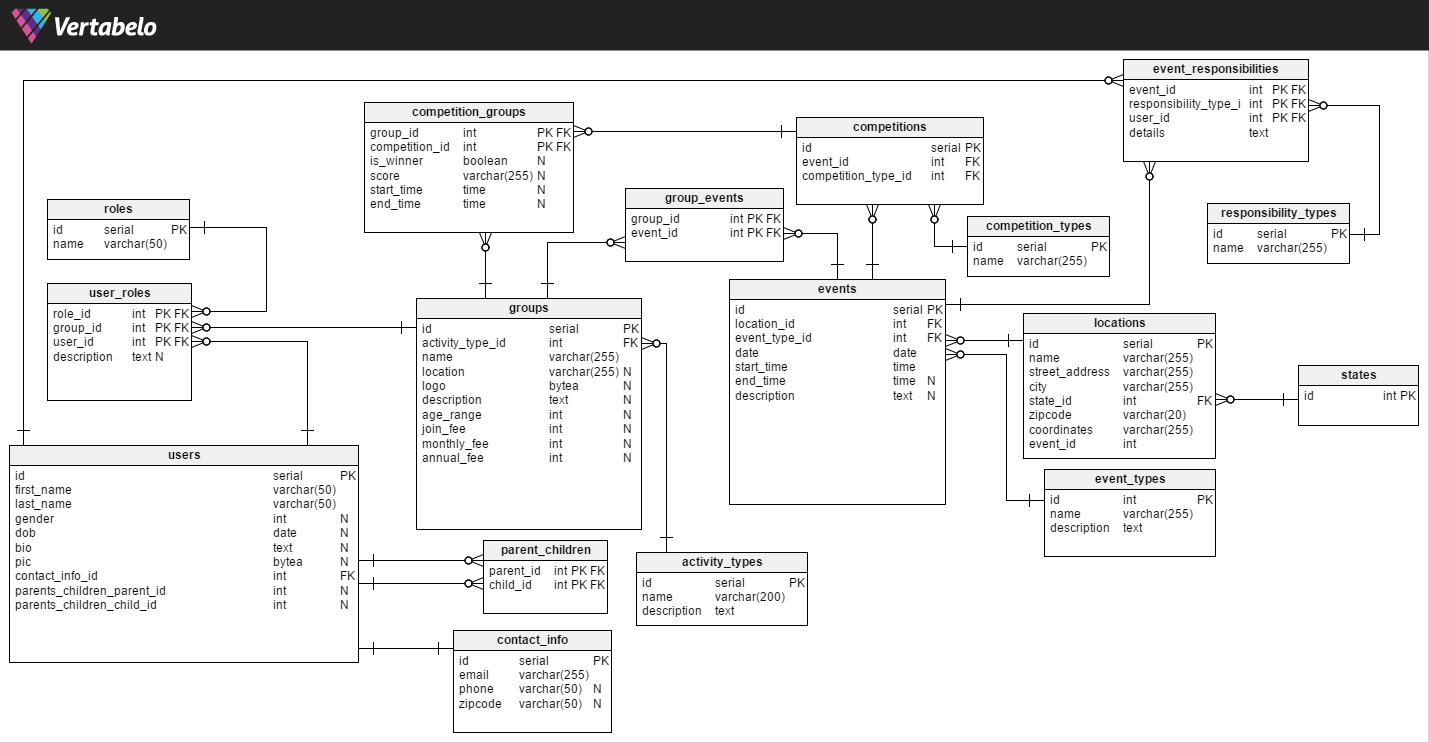 Vertabelo
event_responsibilities
event_id int PK FK
responsibility_type_i int PK FK
user_id int PK FK
details text
competition_groups
group_id int PK FK
competition_id int PK FK
is_winner boolean N
score varchar(255) N
start_time time N
end_time time N
competitions
id serial PK
event_id int FK
competition_type_id int FK
group_events
group_id int PK FK
event_id int PK FK
roles
id serial PK
name varchar(50)
competition_types
id serial PK
name varchar(255)
responsibility_types
id serial PK
name varchar(255)
user_roles
role_id int PK FK
group_id int PK FK
user_id int PK FK
description text N
groups
id serial PK
activity_type_id int FK
name varchar(255)
location varchar(255) N
logo bytea N
description text N
age_range int N
join_fee int N
monthly_fee int N
annual_fee int N
events
id serial PK
location_id int FK
event_type_id int FK
date date
start_time time
end_time time N
description text N
locations
id serial PK
name varchar(255)
street_address varchar(255)
city varchar(255)
state_id int FK
zipcode varchar(20)
coordinates varchar(255)
event_id int
states
id int PK
users
id serial PK
first_name varchar(50)
last_name varchar(50)
gender int N
dob date N
bio text N
pic bytea N
contact_info_id int FK
parents_children_parent_id int N
parents_children_child_id int N
event_types
id int PK
name varchar(255)
description text
parent_children
parent_id int PK FK
child_id int PK FK
activity_types
id serial PK
name varchar(200)
description text
contact_info
id serial PK
email varchar(255)
phone varchar(50) N
zipcode varchar(50) N